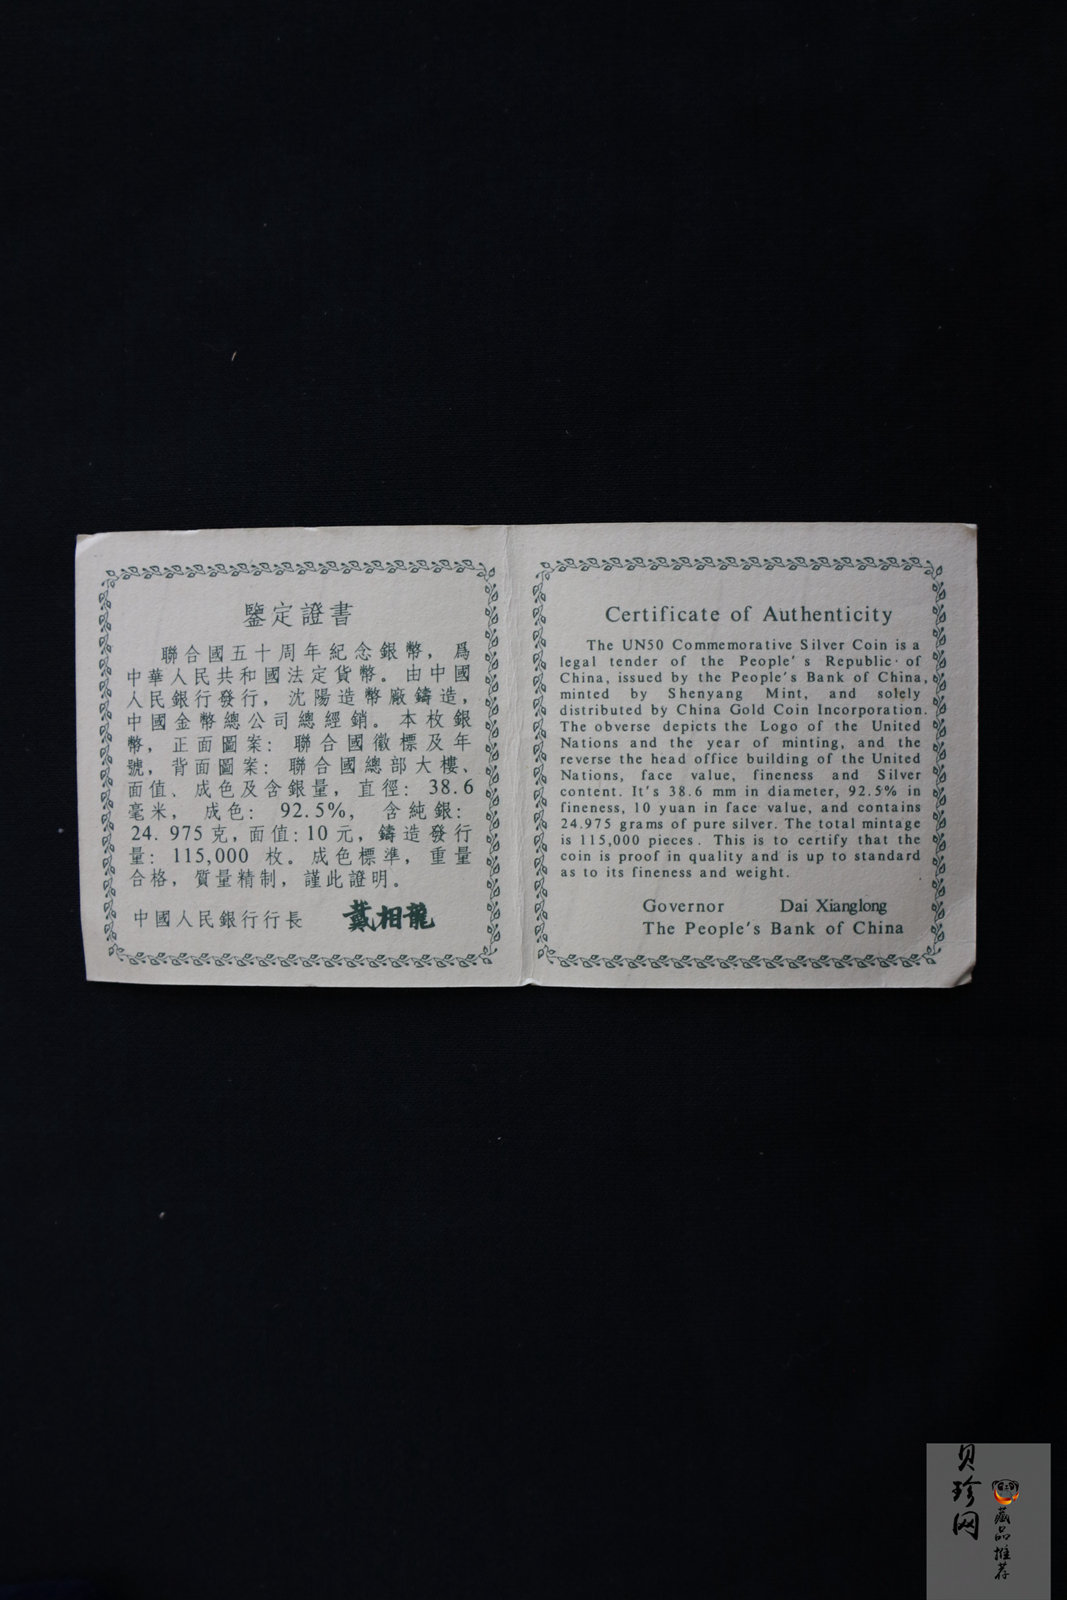 鑒定證書
聯合國五十周年紀念銀幣，爲
中華人民共和國法定貨幣。由中國
人民銀行發行，沈陽造幣廠鑄造，
中國金幣總公司總經銷。本枚銀
幣，正面圖案：聯合國徽標及年
號，背面圖案：聯合國總部大樓、
面值、成色及含銀量，直徑：38.6
毫米，成色：92.5%，含純銀：
24.975克，面值：10元，鑄造發行
量：115,000枚。成色標準，重量
合格，質量精制，謹此證明。
中國人民銀行行長 戴相龍
Certificate of Authenticity
The UN50 Commemorative Silver Coin is a
legal tender of the People's Republic of
China, issued by the People's Bank of China,
minted by Shenyang Mint, and solely
distributed by China Gold Coin Incorporation.
The obverse depicts the Logo of the United
Nations and the year of minting, and the
reverse the head office building of the United
Nations, face value, fineness and Silver
content. It's 38.6 mm in diameter, 92.5% in
fineness, 10 yuan in face value, and contains
24.975 grams of pure silver. The total mintage
is 115,000 pieces. This is to certify that the
coin is proof in quality and is up to standard
as to its fineness and weight.
Governor Dai Xianglong
The People's Bank of China
贝珍网
藏品推荐